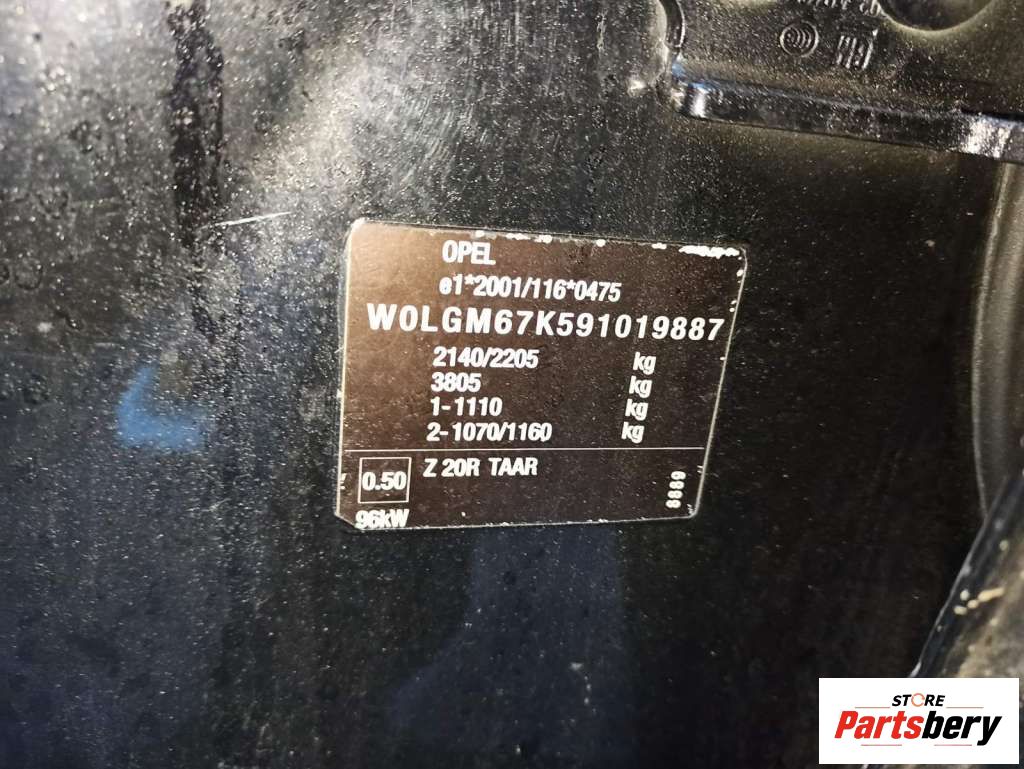 OPEL
e1*2001/116*0475
W0LGM67K591019887
2140/2205 kg
3805 kg
1-1110 kg
2-1070/1160 kg
0.50 Z 20R TAAR
8889
96kW
STORE
Partsbery